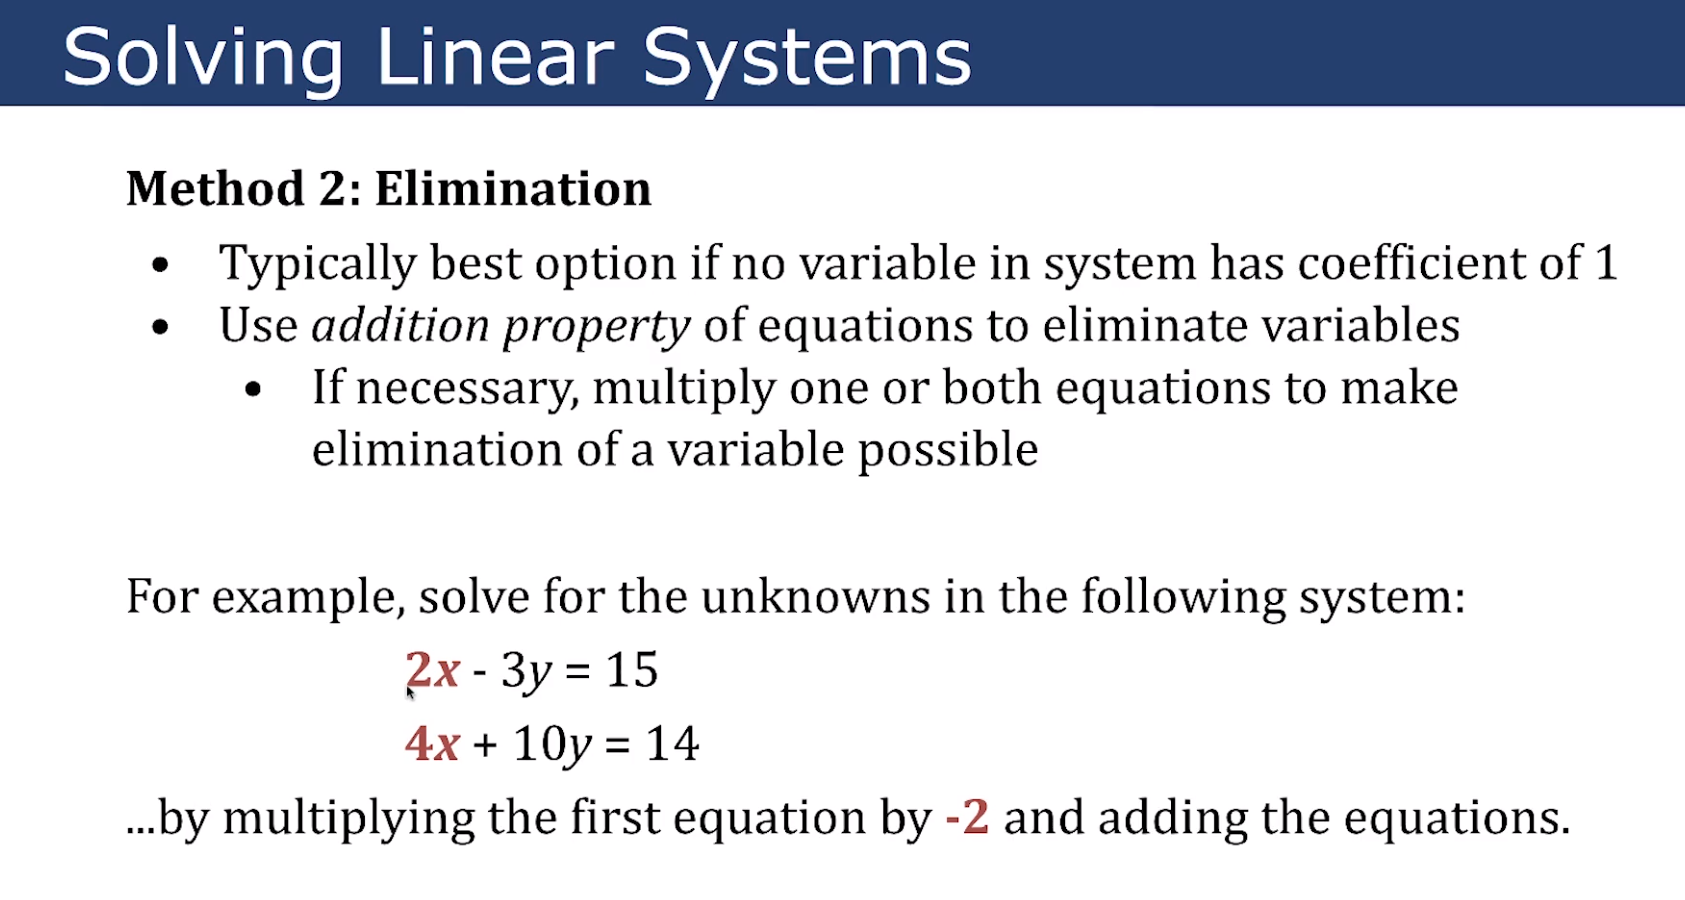 Solving Linear Systems
Method 2: Elimination
• Typically best option if no variable in system has coefficient of 1
• Use addition property of equations to eliminate variables
• If necessary, multiply one or both equations to make
elimination of a variable possible
For example, solve for the unknowns in the following system:
2x - 3y = 15
4x + 10y = 14
...by multiplying the first equation by -2 and adding the equations.